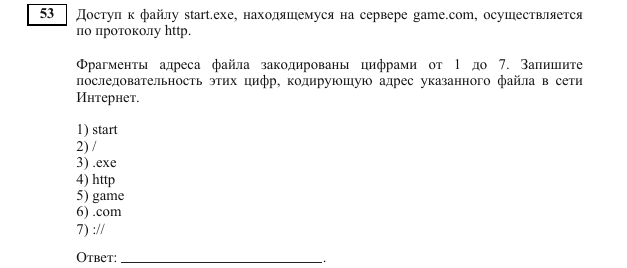 53 Доступ к файлу start.exe, находящемуся на сервере game.com, осуществляется
по протоколу http.
Фрагменты адреса файла закодированы цифрами от 1 до 7. Запишите
последовательность этих цифр, кодирующую адрес указанного файла в сети
Интернет.
1) start
2) /
3) .exe
4) http
5) game
6) .com
7) ://
Ответ: ___________________________.